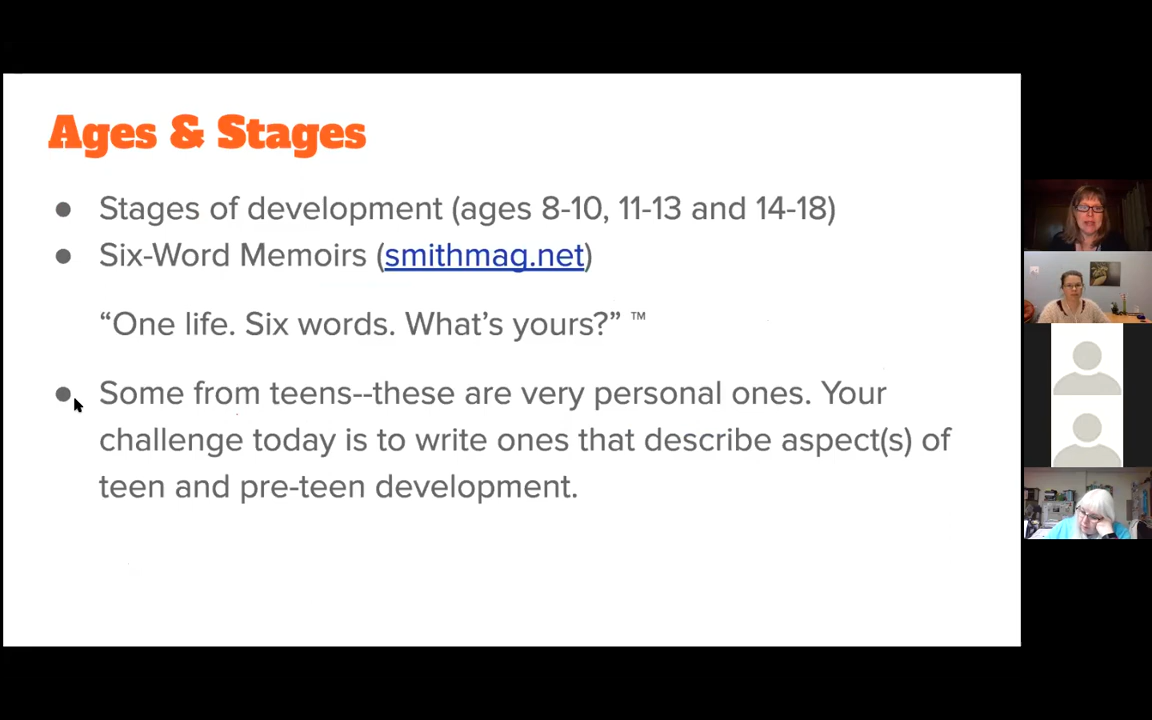 Ages & Stages
● Stages of development (ages 8-10, 11-13 and 14-18)
● Six-Word Memoirs (smithmag.net)
“One life. Six words. What’s yours?” ™
● Some from teens--these are very personal ones. Your
challenge today is to write ones that describe aspect(s) of
teen and pre-teen development.